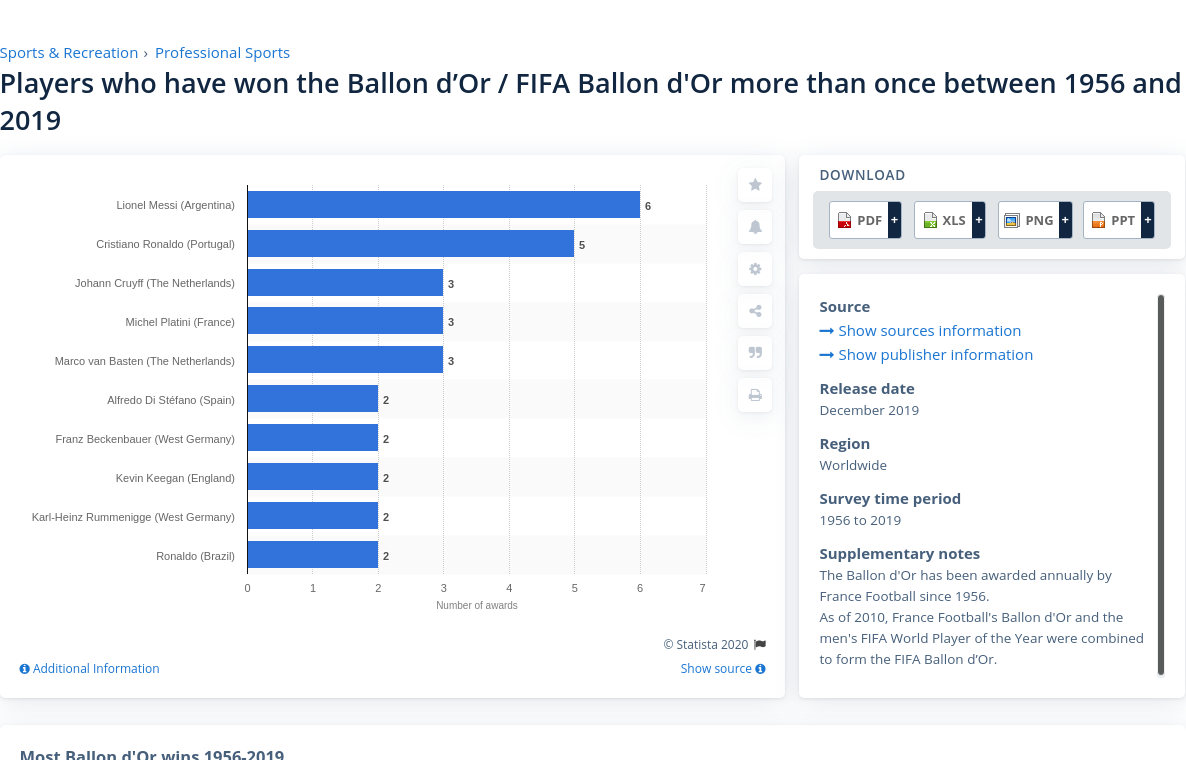 Sports & Recreation › Professional Sports
Players who have won the Ballon d’Or / FIFA Ballon d'Or more than once between 1956 and
2019
Lionel Messi (Argentina) 6
Cristiano Ronaldo (Portugal) 5
Johann Cruyff (The Netherlands) 3
Michel Platini (France) 3
Marco van Basten (The Netherlands) 3
Alfredo Di Stéfano (Spain) 2
Franz Beckenbauer (West Germany) 2
Kevin Keegan (England) 2
Karl-Heinz Rummenigge (West Germany) 2
Ronaldo (Brazil) 2
0 1 2 3 4 5 6 7
Number of awards
© Statista 2020
Additional Information
Show source
DOWNLOAD
PDF + XLS + PNG + PPT +
Source
Show sources information
Show publisher information
Release date
December 2019
Region
Worldwide
Survey time period
1956 to 2019
Supplementary notes
The Ballon d'Or has been awarded annually by
France Football since 1956.
As of 2010, France Football's Ballon d'Or and the
men's FIFA World Player of the Year were combined
to form the FIFA Ballon d’Or.
Most Ballon d'Or wins 1956-2019